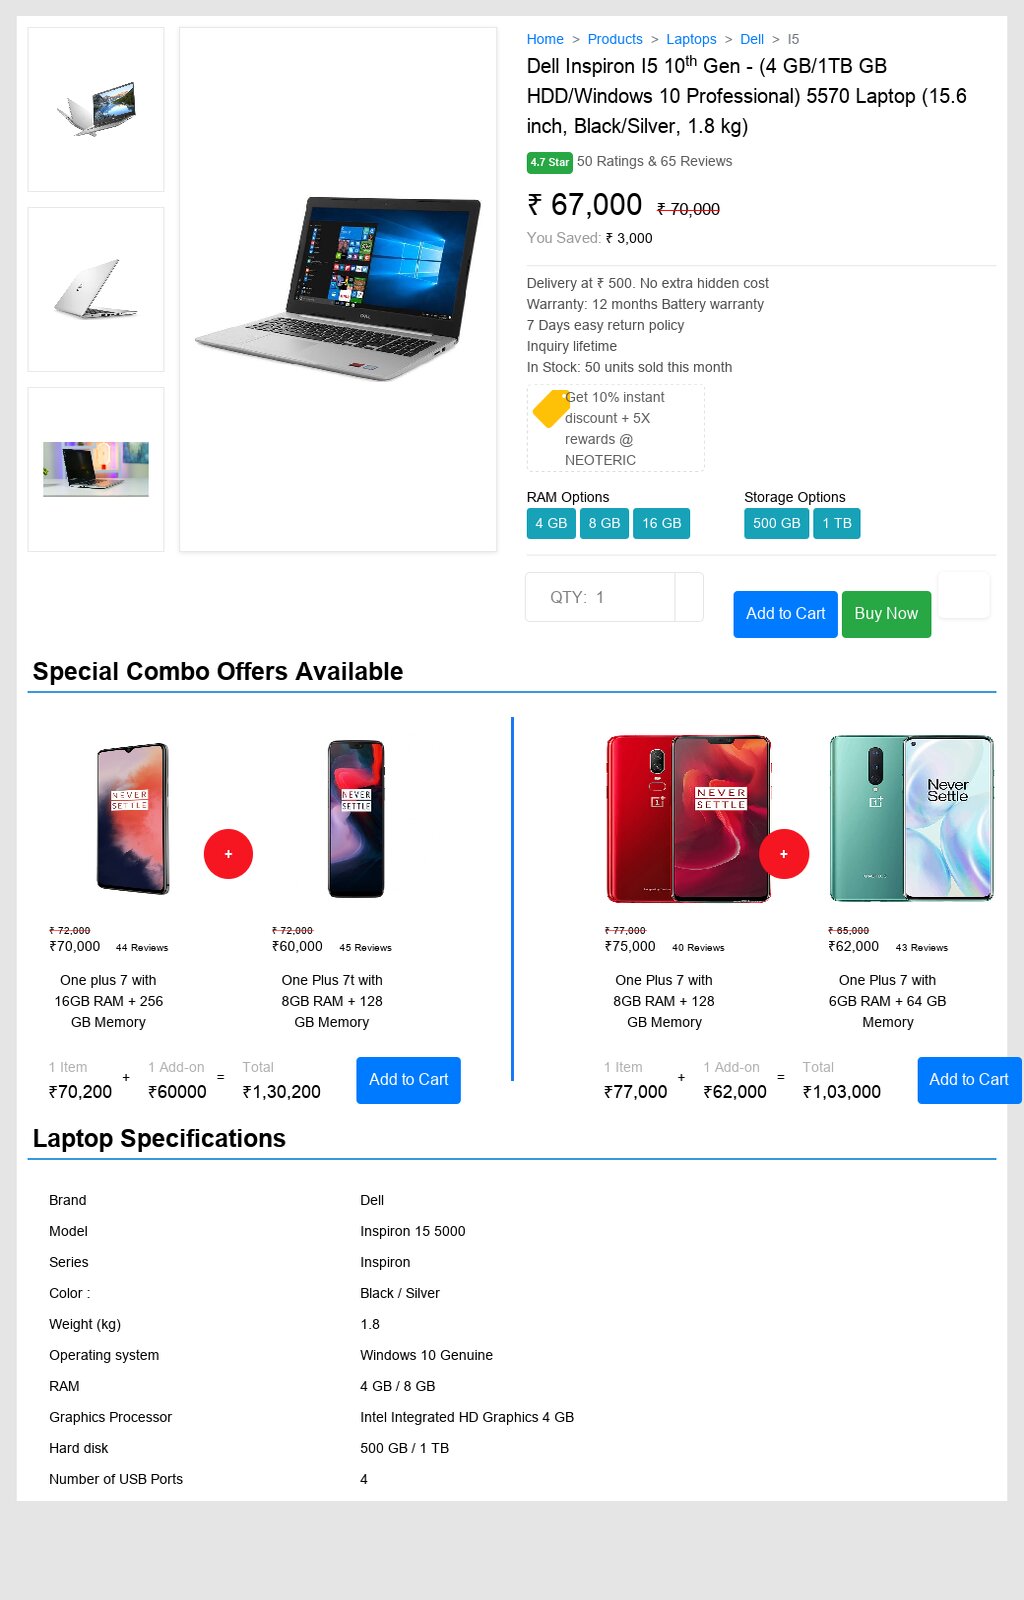 Home > Products > Laptops > Dell > I5
Dell Inspiron I5 10th Gen - (4 GB/1TB GB
HDD/Windows 10 Professional) 5570 Laptop (15.6
inch, Black/Silver, 1.8 kg)
4.7 Star 50 Ratings & 65 Reviews
₹ 67,000 ₹ 70,000
You Saved: ₹ 3,000
Delivery at ₹ 500. No extra hidden cost
Warranty: 12 months Battery warranty
7 Days easy return policy
Inquiry lifetime
In Stock: 50 units sold this month
Get 10% instant
discount + 5X
rewards @
NEOTERIC
RAM Options
4 GB 8 GB 16 GB
Storage Options
500 GB 1 TB
QTY: 1
Add to Cart
Buy Now
Special Combo Offers Available
NEVER
SETTLE
+
NEVER
SETTLE
NEVER
SETTLE
+
Never
Settle
₹ 72,000
₹70,000 44 Reviews
One plus 7 with
16GB RAM + 256
GB Memory
₹ 72,000
₹60,000 45 Reviews
One Plus 7t with
8GB RAM + 128
GB Memory
₹ 77,000
₹75,000 40 Reviews
One Plus 7 with
8GB RAM + 128
GB Memory
₹ 65,000
₹62,000 43 Reviews
One Plus 7 with
6GB RAM + 64 GB
Memory
1 Item 1 Add-on Total
₹70,200 + ₹60000 = ₹1,30,200
Add to Cart
1 Item 1 Add-on Total
₹77,000 + ₹62,000 = ₹1,03,000
Add to Cart
Laptop Specifications
Brand Dell
Model Inspiron 15 5000
Series Inspiron
Color : Black / Silver
Weight (kg) 1.8
Operating system Windows 10 Genuine
RAM 4 GB / 8 GB
Graphics Processor Intel Integrated HD Graphics 4 GB
Hard disk 500 GB / 1 TB
Number of USB Ports 4